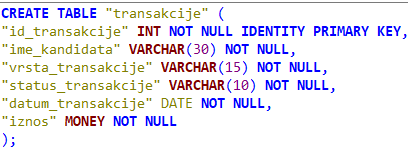 CREATE TABLE "transakcije" (
"id_transakcije" INT NOT NULL IDENTITY PRIMARY KEY,
"ime_kandidata" VARCHAR(30) NOT NULL,
"vrsta_transakcije" VARCHAR(15) NOT NULL,
"status_transakcije" VARCHAR(10) NOT NULL,
"datum_transakcije" DATE NOT NULL,
"iznos" MONEY NOT NULL
);